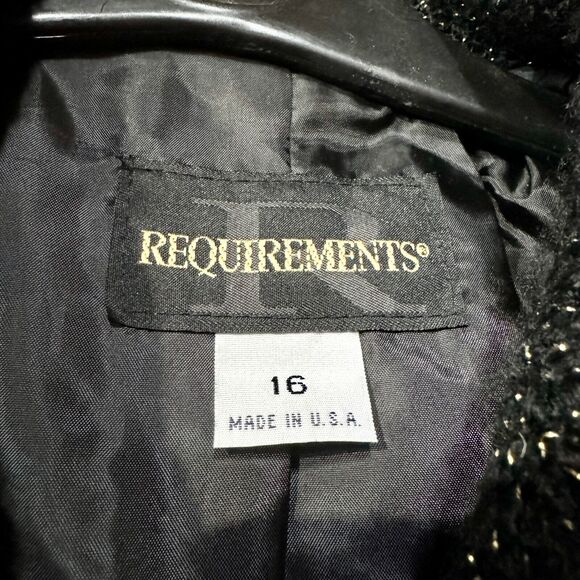 R
REQUIREMENTS®
16
MADE IN U.S.A.